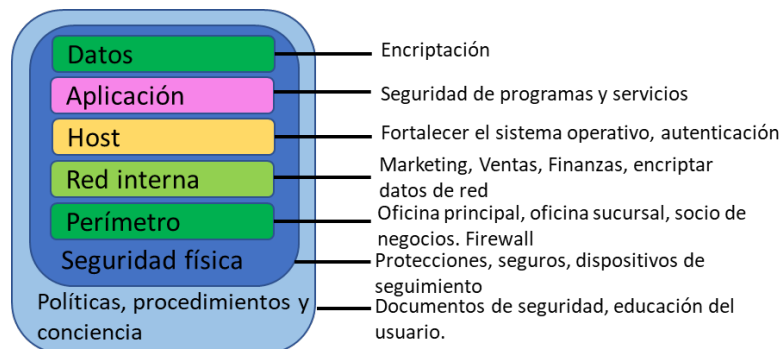 Datos
Encriptación
Aplicación
Seguridad de programas y servicios
Host
Fortalecer el sistema operativo, autenticación
Red interna
Marketing, Ventas, Finanzas, encriptar
datos de red
Perímetro
Oficina principal, oficina sucursal, socio de
negocios. Firewall
Seguridad física
Protecciones, seguros, dispositivos de
seguimiento
Políticas, procedimientos y
conciencia
Documentos de seguridad, educación del
usuario.